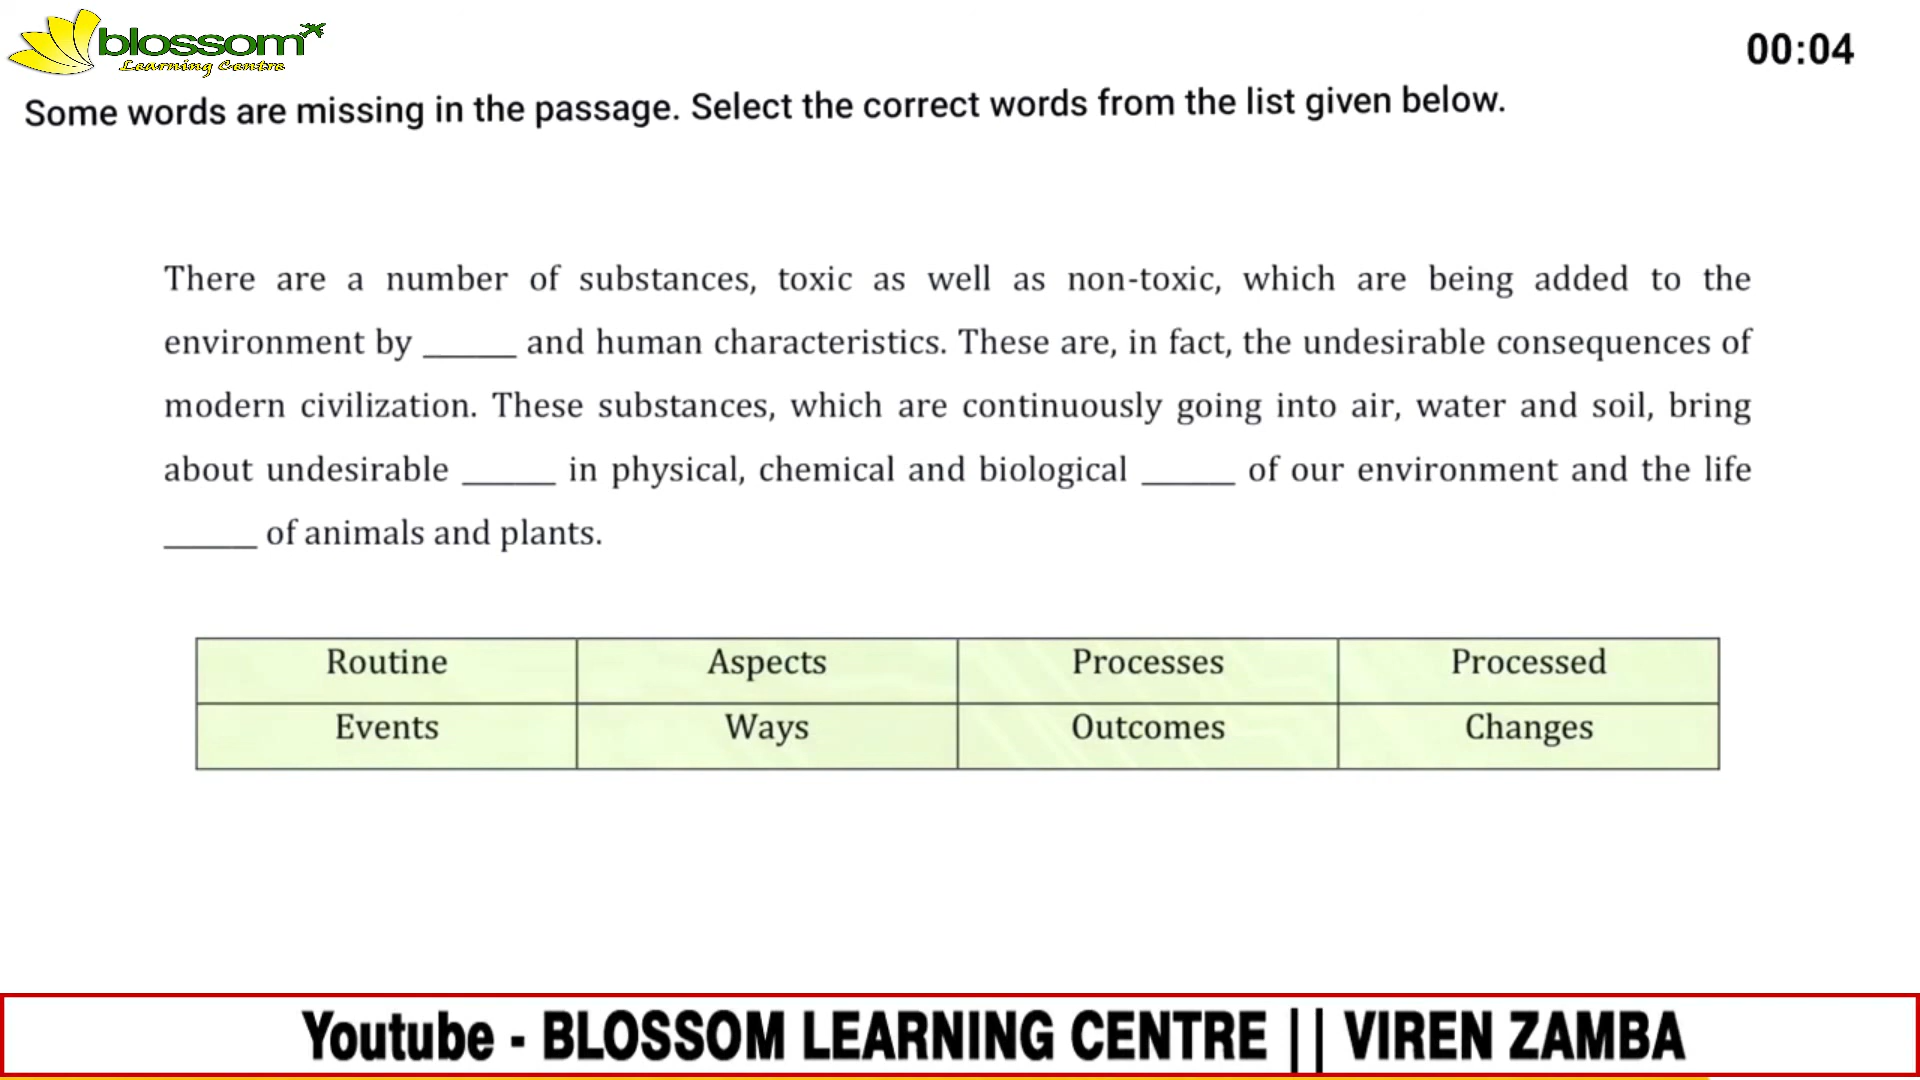 blossom
Learning Centre
00:04
Some words are missing in the passage. Select the correct words from the list given below.
There are a number of substances, toxic as well as non-toxic, which are being added to the
environment by ______ and human characteristics. These are, in fact, the undesirable consequences of
modern civilization. These substances, which are continuously going into air, water and soil, bring
about undesirable ______ in physical, chemical and biological ______ of our environment and the life
______ of animals and plants.
Routine Aspects Processes Processed
Events Ways Outcomes Changes
Youtube - BLOSSOM LEARNING CENTRE || VIREN ZAMBA